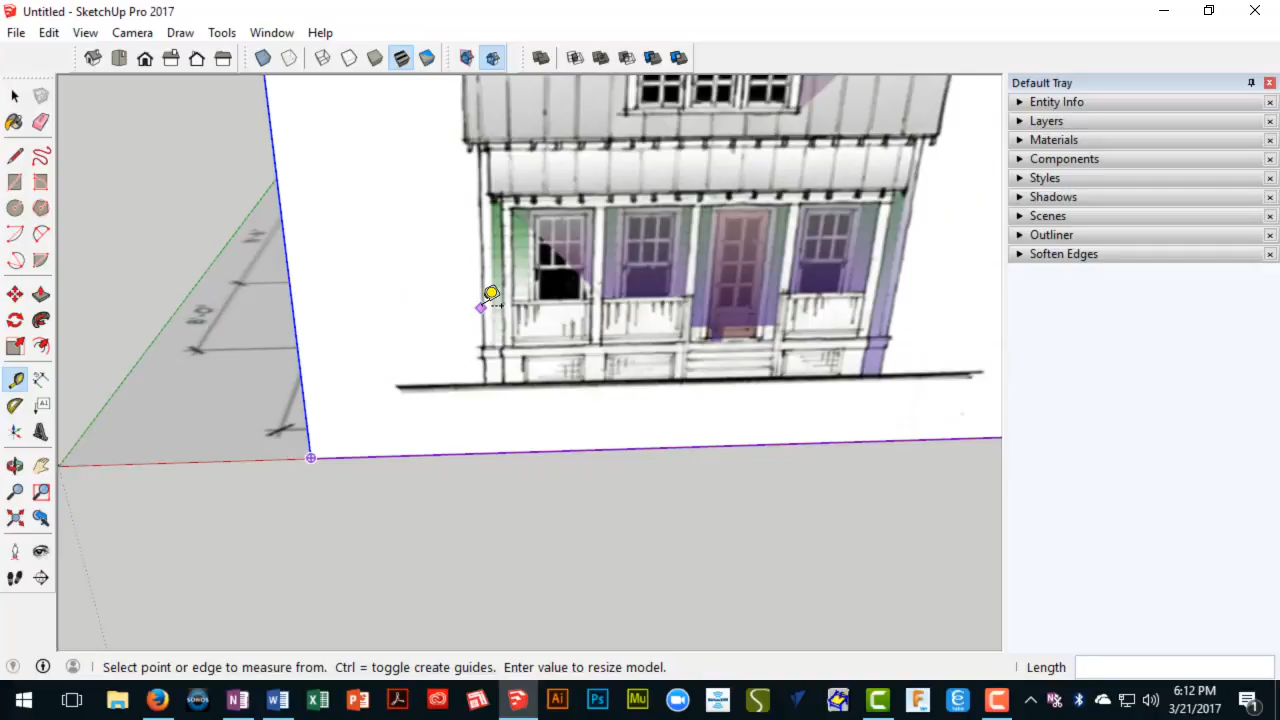 Untitled - SketchUp Pro 2017
File Edit View Camera Draw Tools Window Help
Default Tray
Entity Info
Layers
Materials
Components
Styles
Shadows
Scenes
Outliner
Soften Edges
Select point or edge to measure from. Ctrl = toggle create guides. Enter value to resize model.
Length
6:12 PM
3/21/2017